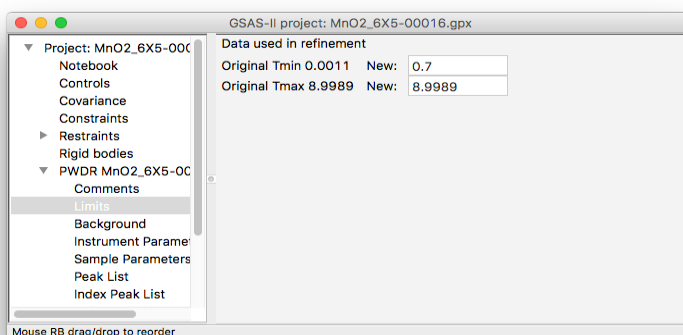 GSAS-II project: MnO2_6X5-00016.gpx
Project: MnO2_6X5-000
Notebook
Controls
Covariance
Constraints
Restraints
Rigid bodies
PWDR MnO2_6X5-00
Comments
Limits
Background
Instrument Paramet
Sample Parameters
Peak List
Index Peak List
Data used in refinement
Original Tmin 0.0011 New: 0.7
Original Tmax 8.9989 New: 8.9989
Mouse RB drag/drop to reorder